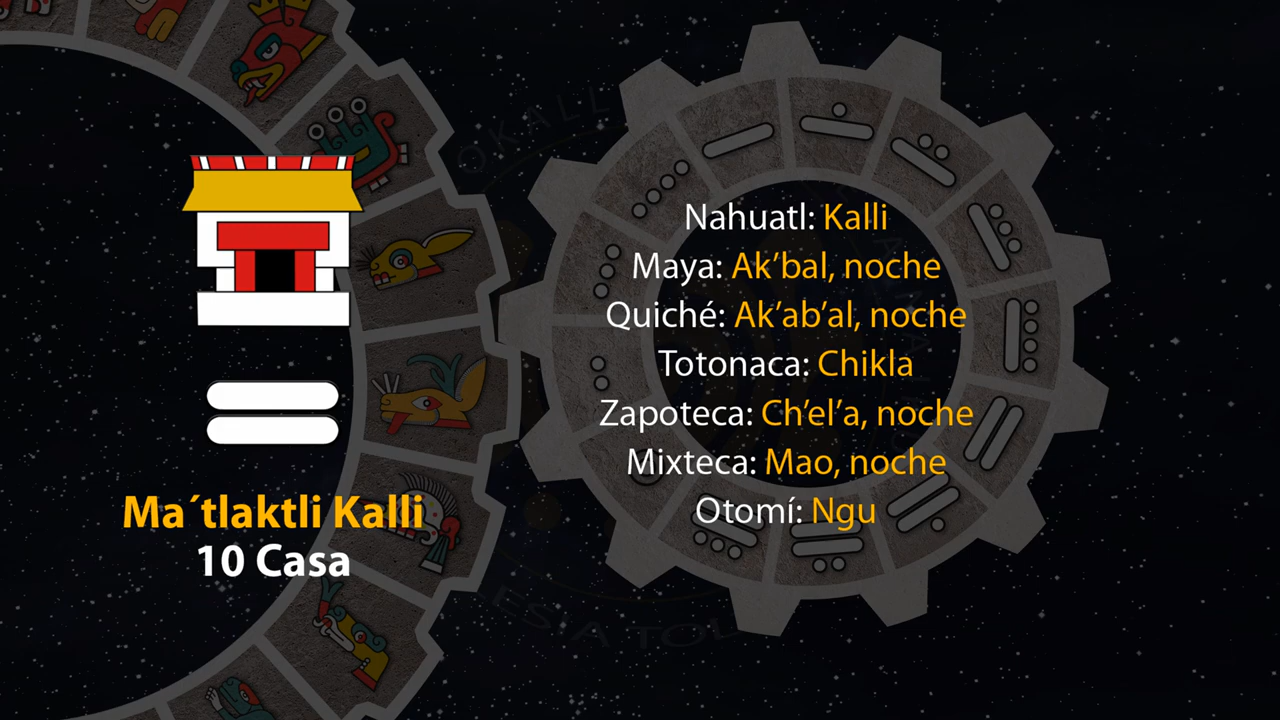 Ma´tlaktli Kalli
10 Casa
Nahuatl: Kalli
Maya: Ak’bal, noche
Quiché: Ak’ab’al, noche
Totonaca: Chikla
Zapoteca: Ch’el’a, noche
Mixteca: Mao, noche
Otomí: Ngu